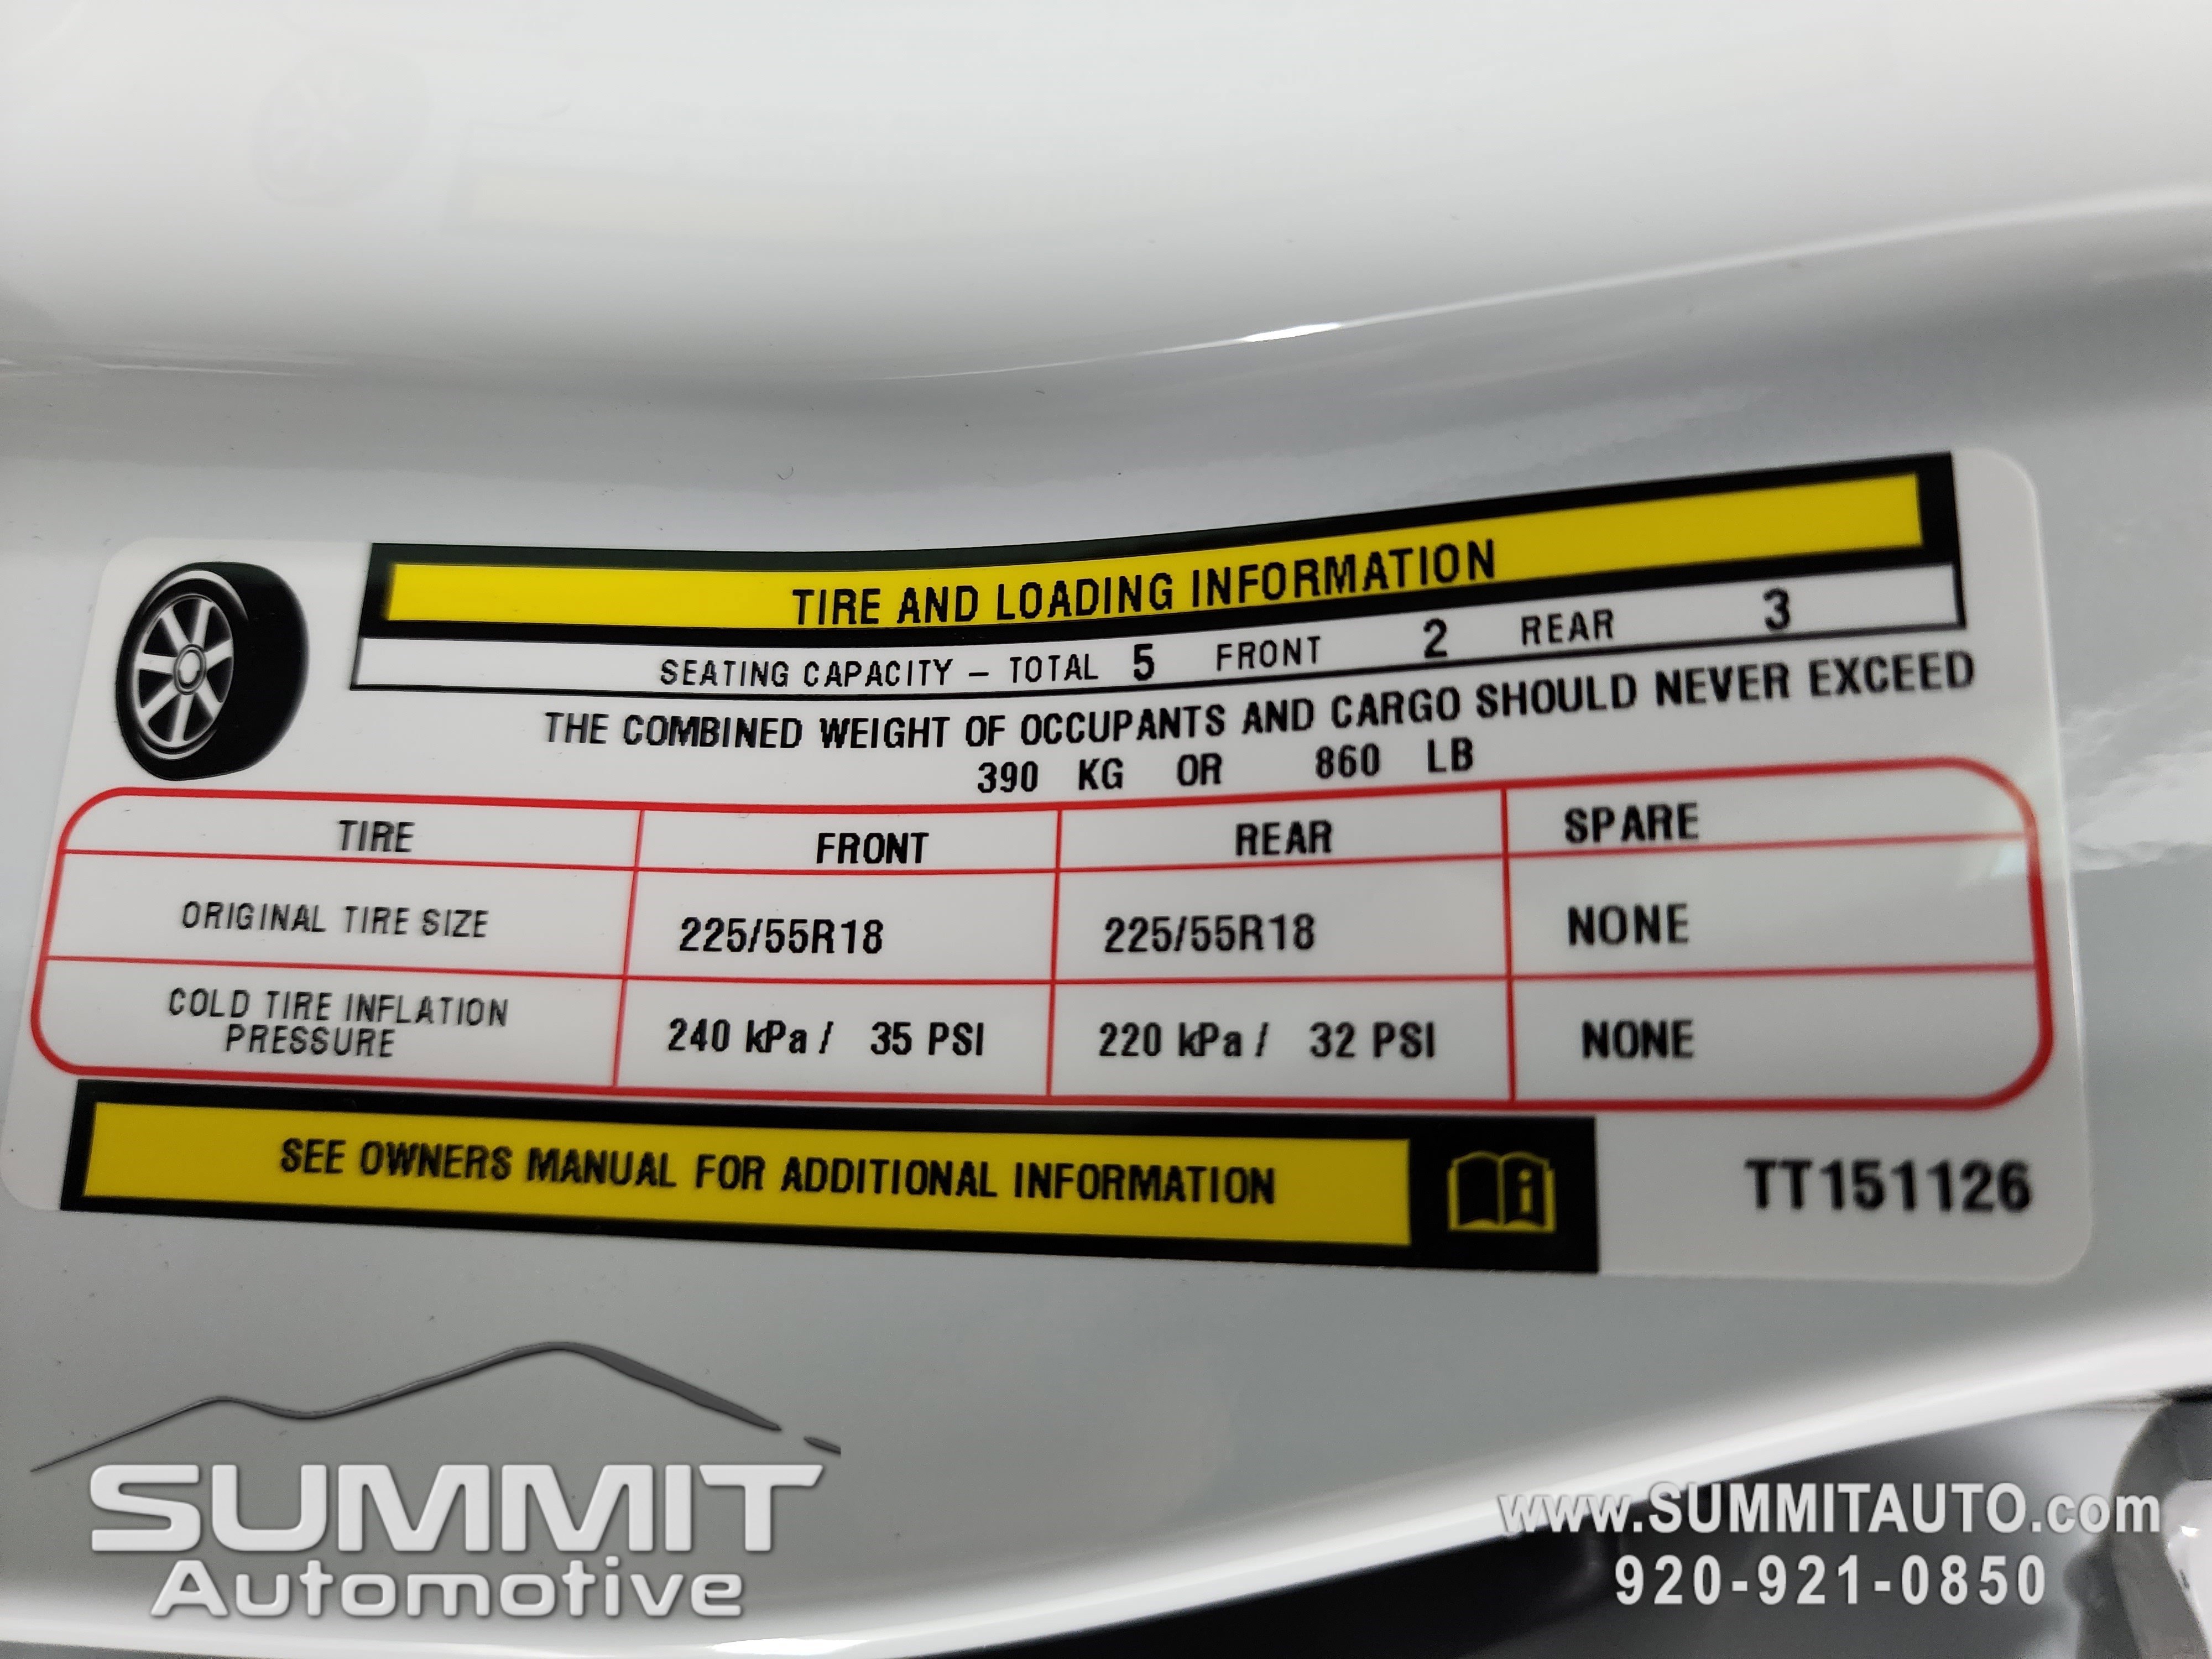 TIRE AND LOADING INFORMATION
SEATING CAPACITY – TOTAL 5 FRONT 2 REAR 3
THE COMBINED WEIGHT OF OCCUPANTS AND CARGO SHOULD NEVER EXCEED
390 KG OR 860 LB
TIRE FRONT REAR SPARE
ORIGINAL TIRE SIZE 225/55R18 225/55R18 NONE
COLD TIRE INFLATION
PRESSURE 240 kPa / 35 PSI 220 kPa / 32 PSI NONE
SEE OWNERS MANUAL FOR ADDITIONAL INFORMATION
TT151126
SUMMIT
Automotive
www.SUMMITAUTO.com
920-921-0850